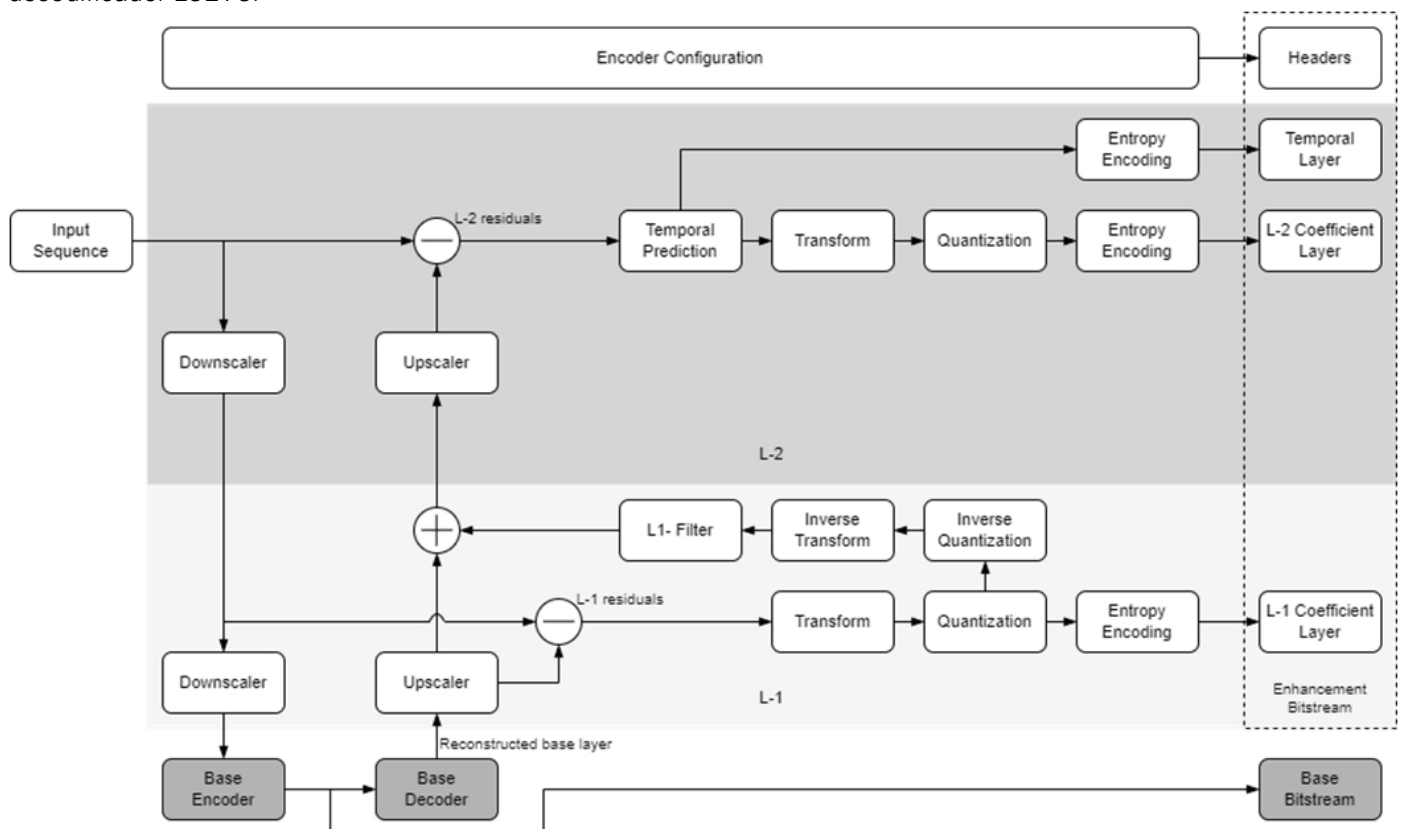 Encoder Configuration
Headers
Entropy
Encoding
Temporal
Layer
Input
Sequence
L-2 residuals
Temporal
Prediction
Transform
Quantization
Entropy
Encoding
L-2 Coefficient
Layer
Downscaler
Upscaler
L-2
L1- Filter
Inverse
Transform
Inverse
Quantization
L-1 residuals
Transform
Quantization
Entropy
Encoding
L-1 Coefficient
Layer
Downscaler
Upscaler
L-1
Enhancement
Bitstream
Reconstructed base layer
Base
Encoder
Base
Decoder
Base
Bitstream